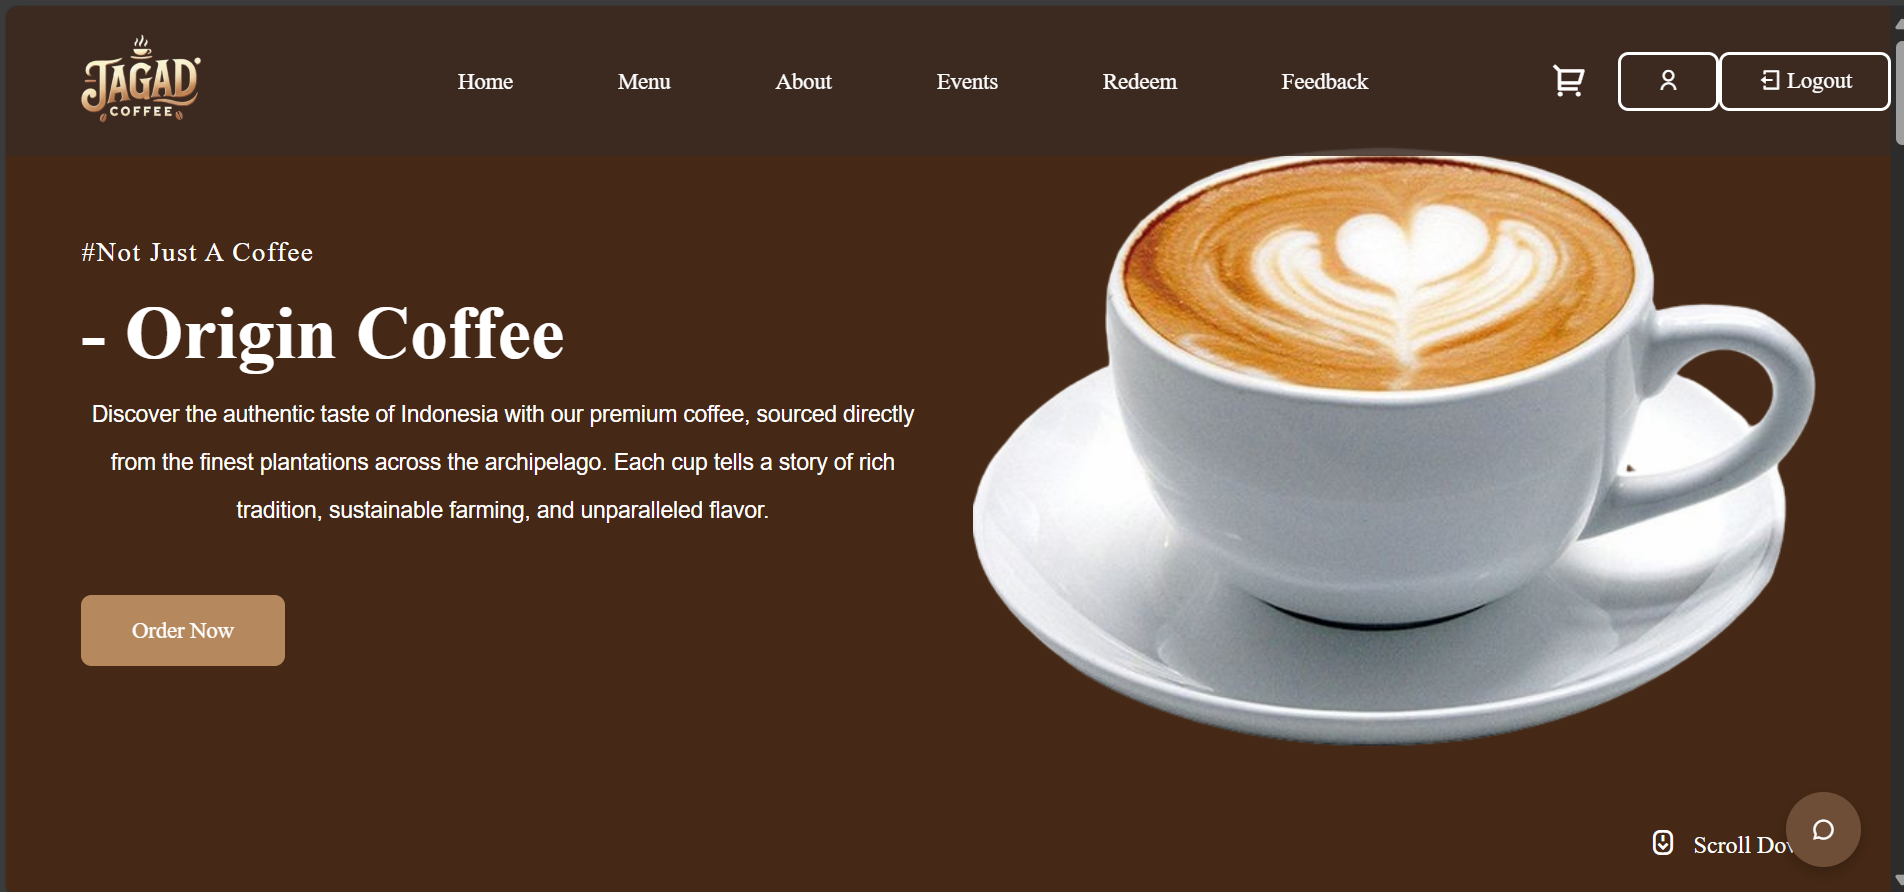 JAGAD
COFFEE
Home
Menu
About
Events
Redeem
Feedback
Logout
#Not Just A Coffee
- Origin Coffee
Discover the authentic taste of Indonesia with our premium coffee, sourced directly
from the finest plantations across the archipelago. Each cup tells a story of rich
tradition, sustainable farming, and unparalleled flavor.
Order Now
Scroll